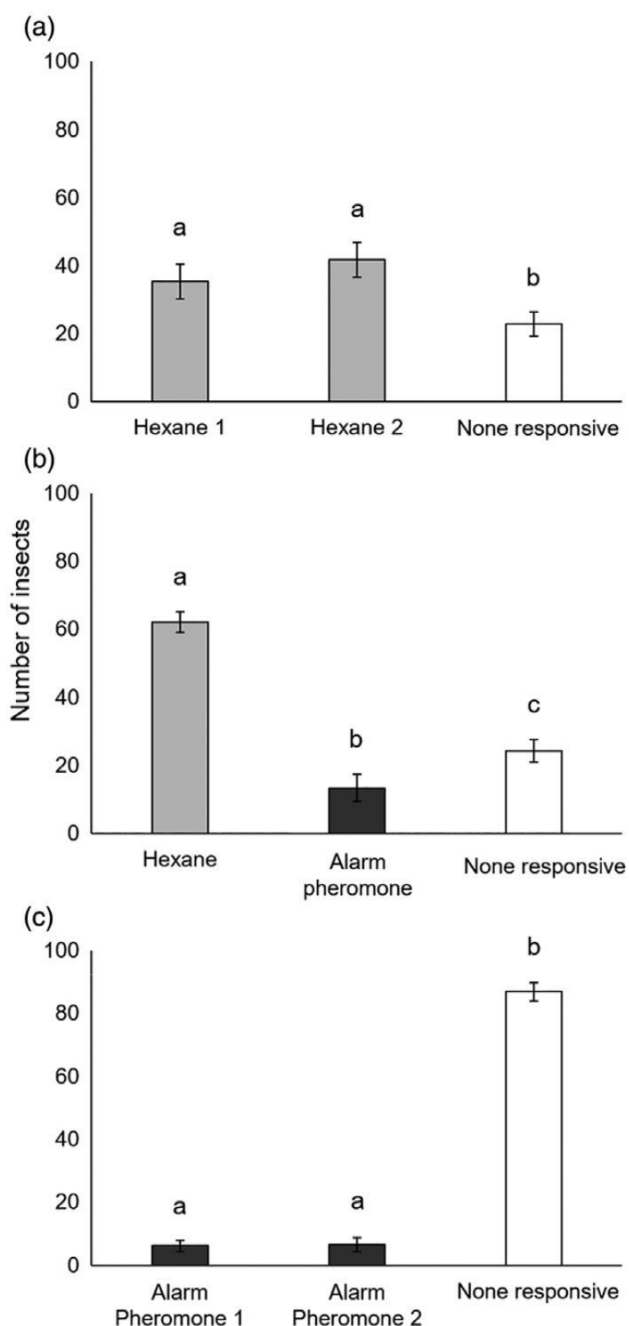 (a)
100
80
60
40
20
0
a
a
b
Hexane 1
Hexane 2
None responsive
(b)
Number of insects
100
80
60
40
20
0
a
b
c
Hexane
Alarm
pheromone
None responsive
(c)
100
80
60
40
20
0
a
a
b
Alarm
Pheromone 1
Alarm
Pheromone 2
None responsive